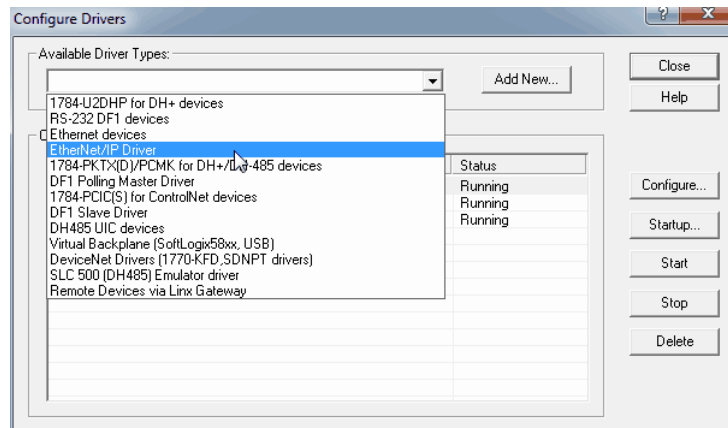 Configure Drivers
?
X
Available Driver Types:
Add New...
Close
Help
1784-U2DHP for DH+ devices
RS-232 DF1 devices
Ethernet devices
EtherNet/IP Driver
1784-PKTX(D)/PCMK for DH+/DH-485 devices
DF1 Polling Master Driver
1784-PCIC(S) for ControlNet devices
DF1 Slave Driver
DH485 UIC devices
Virtual Backplane (SoftLogix58xx, USB)
DeviceNet Drivers (1770-KFD,SDNPT drivers)
SLC 500 (DH485) Emulator driver
Remote Devices via Linx Gateway
Status
Running
Running
Running
Configure...
Startup...
Start
Stop
Delete